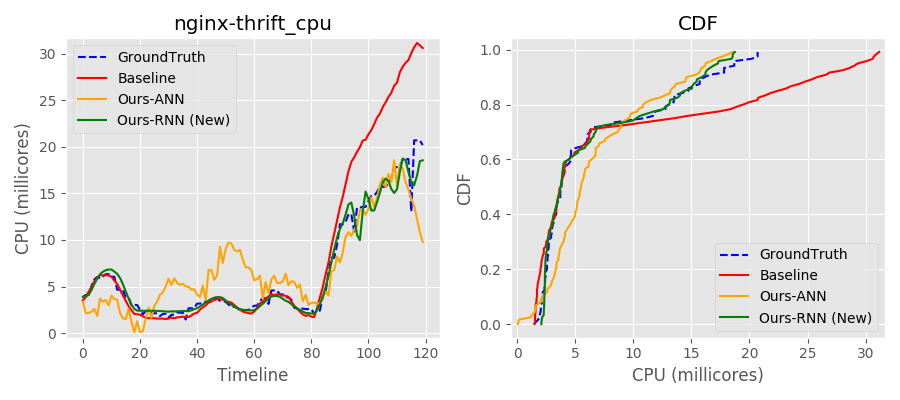 nginx-thrift_cpu
CPU (millicores)
30
25
20
15
10
5
0
GroundTruth
Baseline
Ours-ANN
Ours-RNN (New)
0 20 40 60 80 100 120
Timeline
CDF
CDF
1.0
0.8
0.6
0.4
0.2
0.0
GroundTruth
Baseline
Ours-ANN
Ours-RNN (New)
0 5 10 15 20 25 30
CPU (millicores)